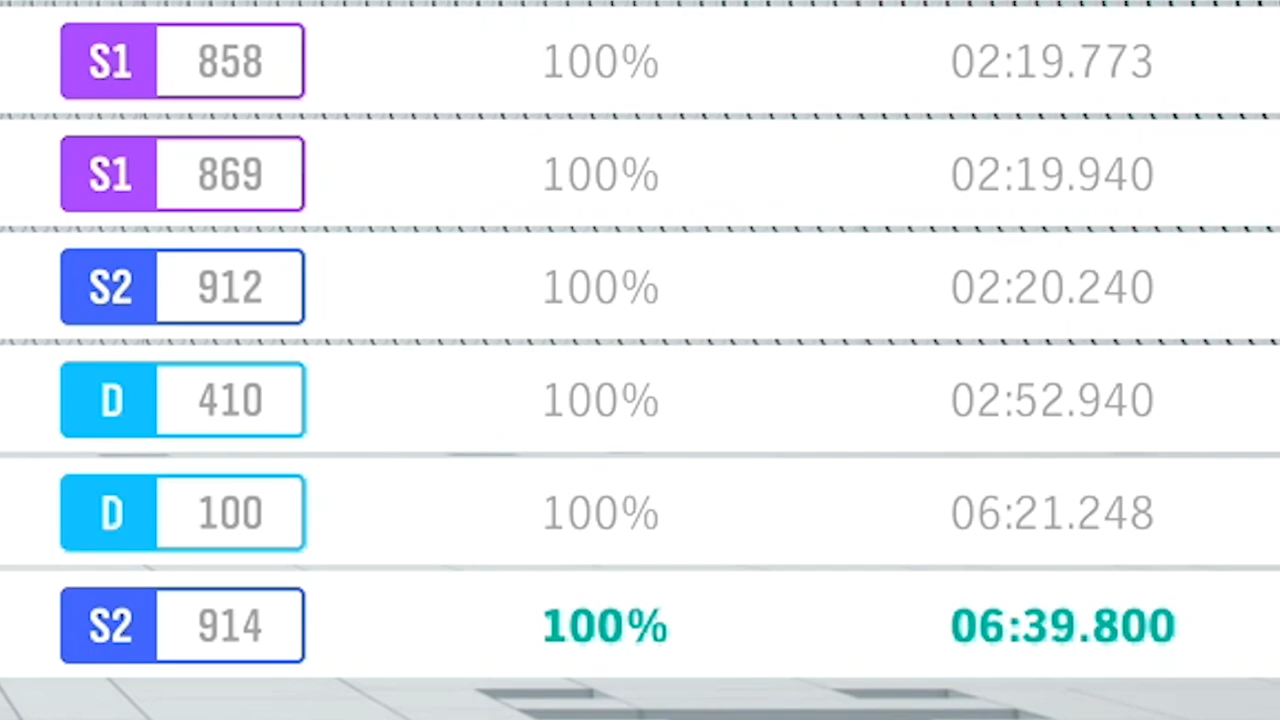 S1 858 100% 02:19.773
S1 869 100% 02:19.940
S2 912 100% 02:20.240
D 410 100% 02:52.940
D 100 100% 06:21.248
S2 914 100% 06:39.800